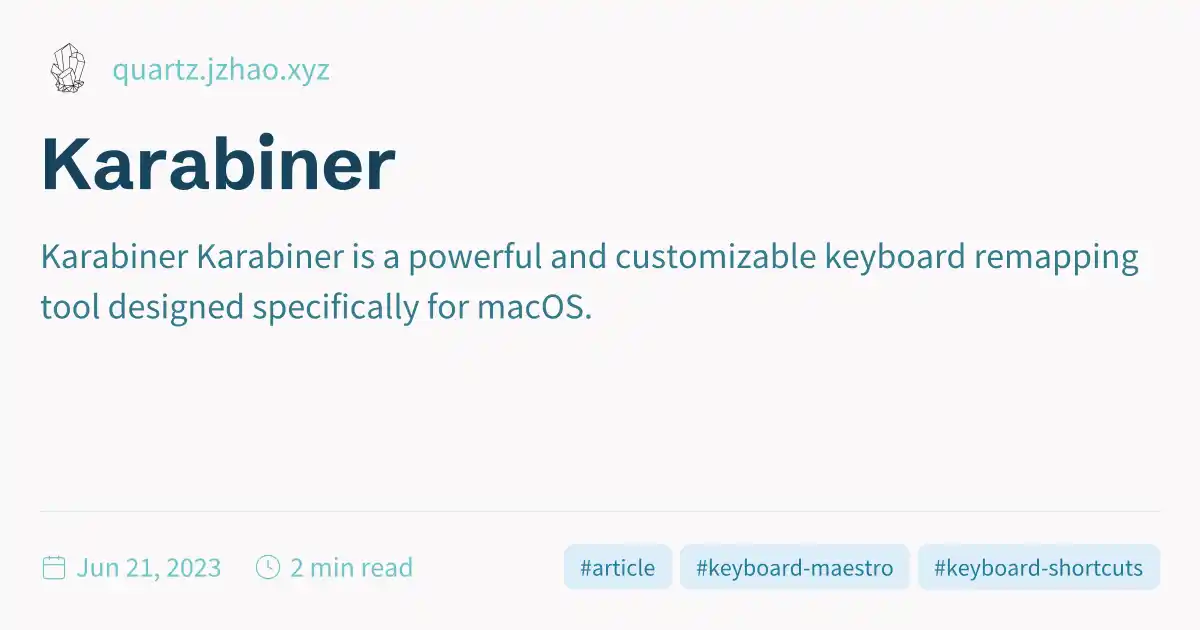 quartz.jzhao.xyz
Karabiner
Karabiner Karabiner is a powerful and customizable keyboard remapping
tool designed specifically for macOS.
Jun 21, 2023 2 min read #article #keyboard-maestro #keyboard-shortcuts